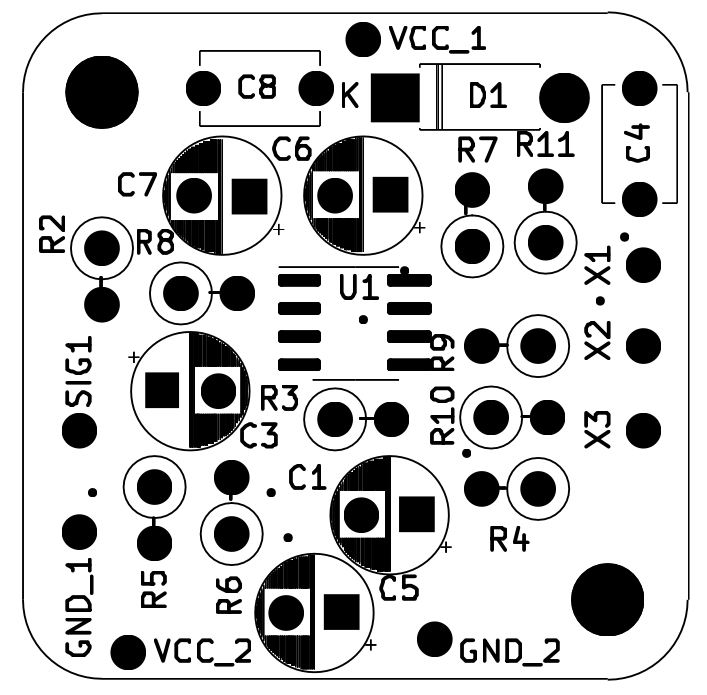 VCC_1
C8
K
D1
C4
C6
R7
R11
C7
R2
R8
X1
U1
SIG1
R9
X2
R3
R10
X3
C3
C1
R4
R5
R6
C5
GND_1
VCC_2
GND_2